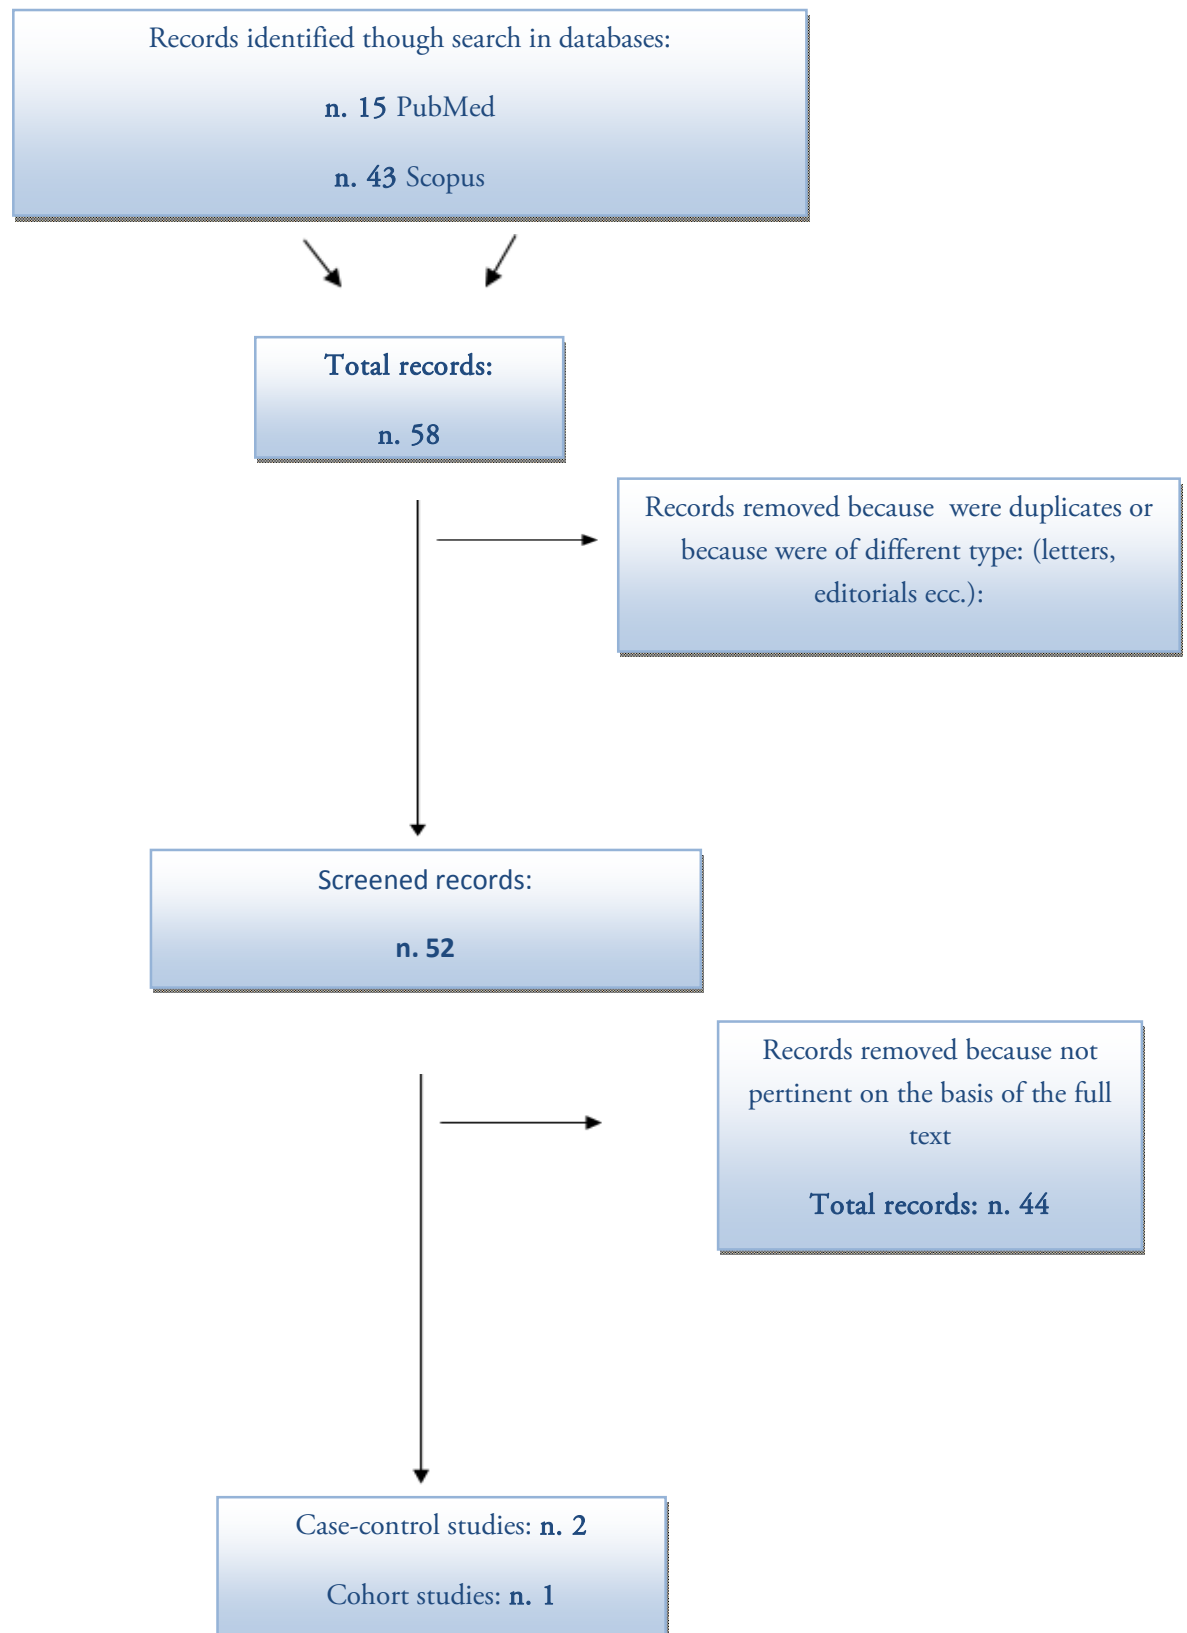 Records identified though search in databases:
n. 15 PubMed
n. 43 Scopus
Total records:
n. 58
Records removed because were duplicates or
because were of different type: (letters,
editorials ecc.):
Screened records:
n. 52
Records removed because not
pertinent on the basis of the full
text
Total records: n. 44
Case-control studies: n. 2
Cohort studies: n. 1